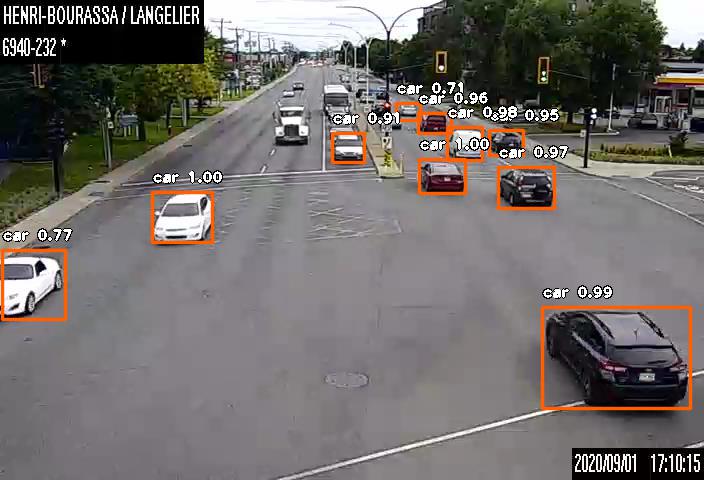 HENRI-BOURASSA / LANGELIER
6940-232 *
car 0.71
car 0.96
car 0.98
0.95
car 0.91
car 1.00
car 0.97
car 1.00
car 0.77
car 0.99
2020/09/01 17:10:15